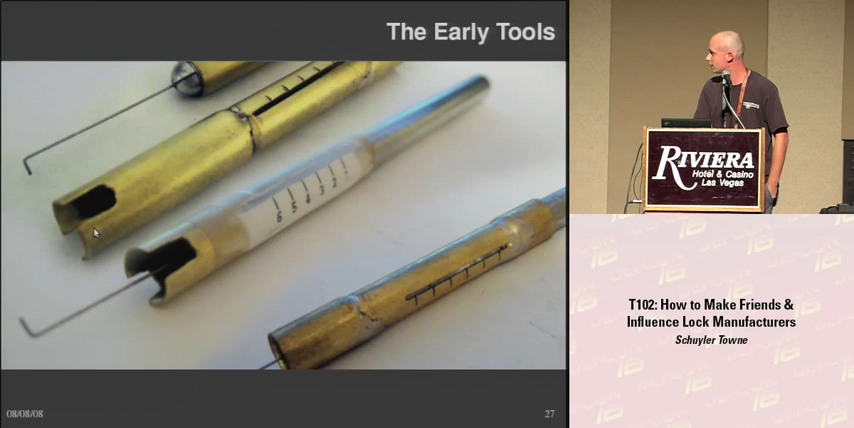 The Early Tools
6 5 4 3 2 1
08/08/08
27
RIVIERA
Hotel & Casino
Las Vegas
T102: How to Make Friends &
Influence Lock Manufacturers
Schuyler Towne